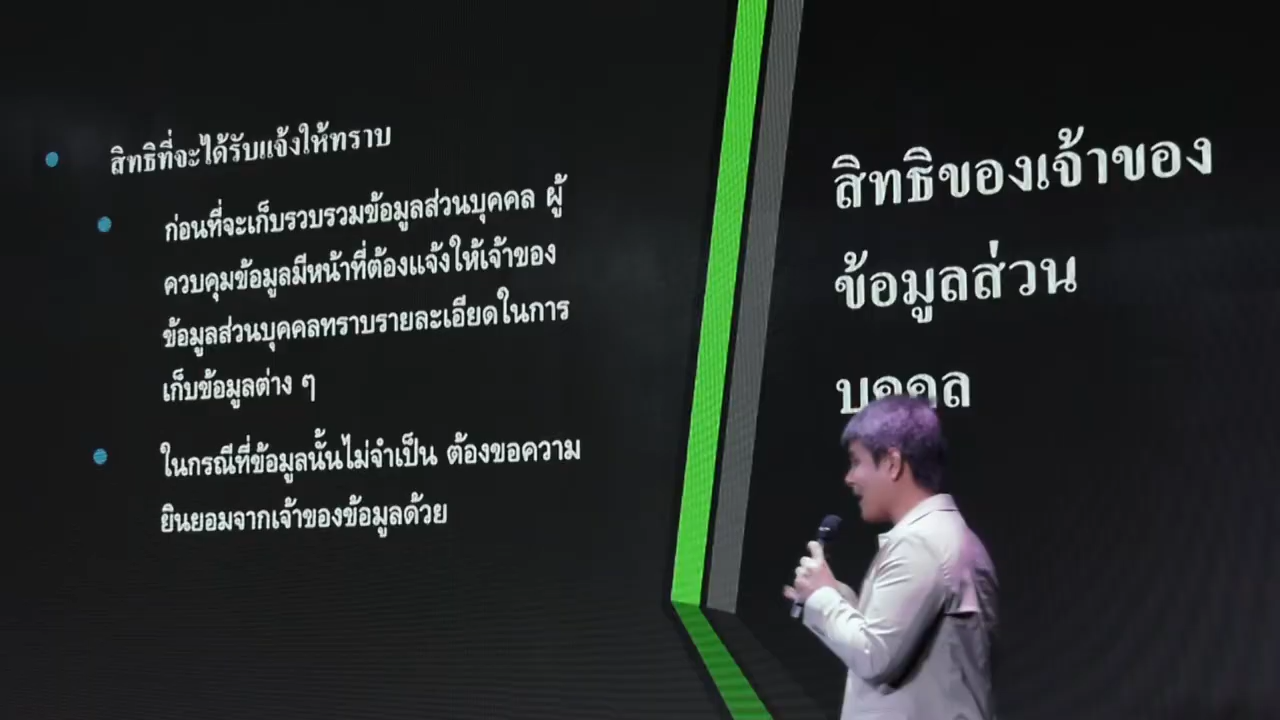 สิทธิที่จะได้รับแจ้งให้ทราบ
ก่อนที่จะเก็บรวบรวมข้อมูลส่วนบุคคล ผู้
ควบคุมข้อมูลมีหน้าที่ต้องแจ้งให้เจ้าของ
ข้อมูลส่วนบุคคลทราบรายละเอียดในการ
เก็บข้อมูลต่าง ๆ
ในกรณีที่ข้อมูลนั้นไม่จำเป็น ต้องขอความ
ยินยอมจากเจ้าของข้อมูลด้วย
สิทธิของเจ้าของ
ข้อมูลส่วน
บุคคล